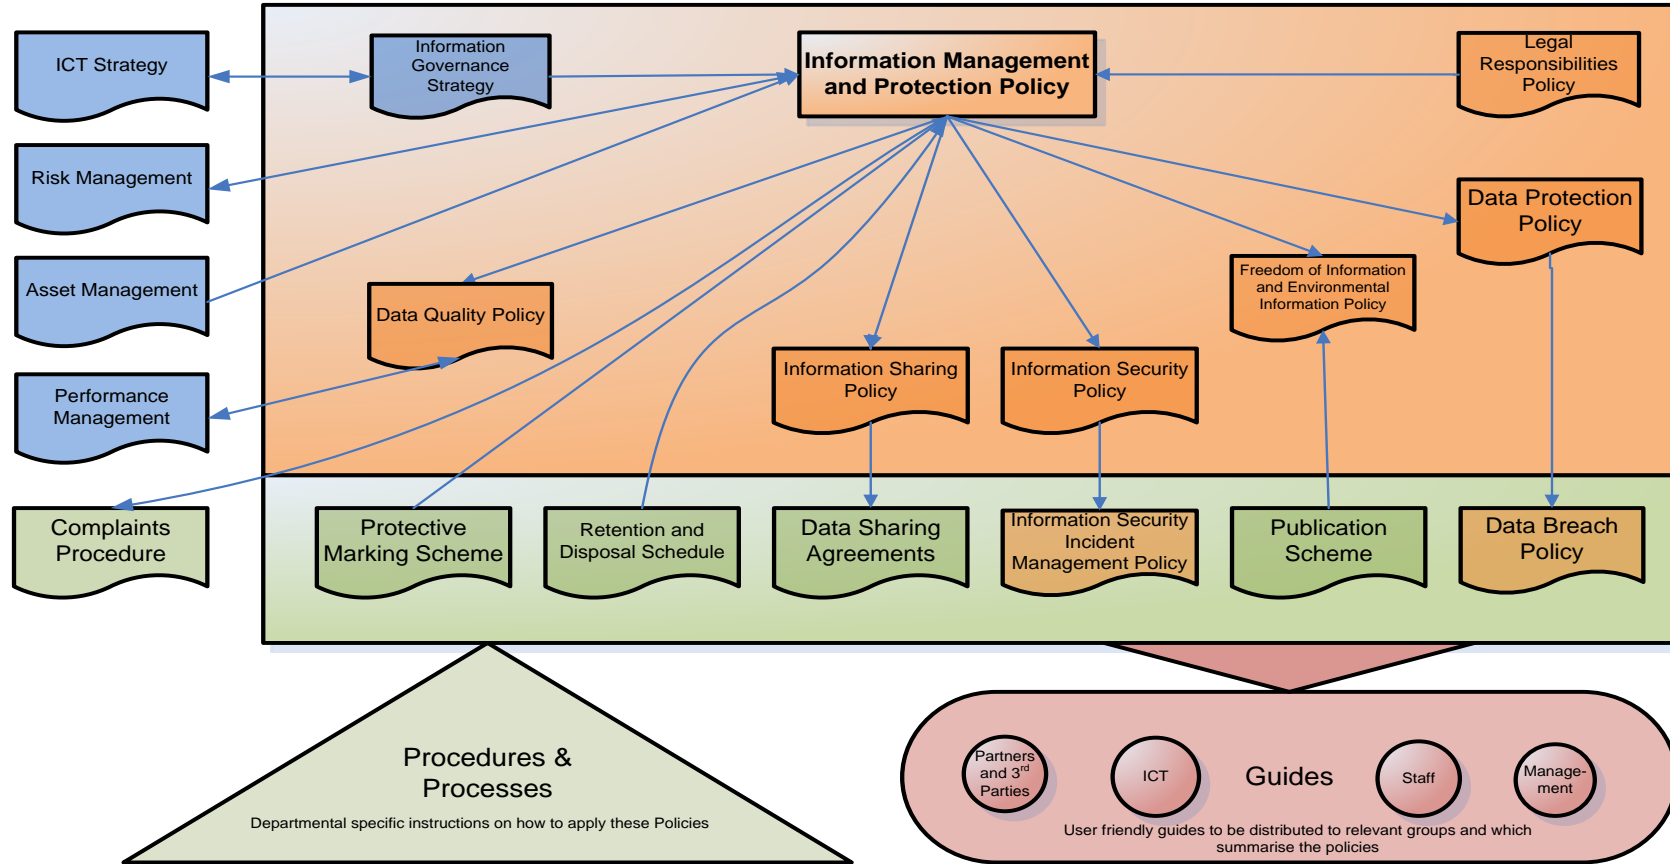 ICT Strategy
Information
Governance
Strategy
Information Management
and Protection Policy
Legal
Responsibilities
Policy
Risk Management
Data Protection
Policy
Asset Management
Data Quality Policy
Freedom of Information
and Environmental
Information Policy
Performance
Management
Information Sharing
Policy
Information Security
Policy
Complaints
Procedure
Protective
Marking Scheme
Retention and
Disposal Schedule
Data Sharing
Agreements
Information Security
Incident
Management Policy
Publication
Scheme
Data Breach
Policy
Procedures &
Processes
Departmental specific instructions on how to apply these Policies
Partners
and 3rd
Parties
ICT
Guides
Staff
Manage-
ment
User friendly guides to be distributed to relevant groups and which
summarise the policies